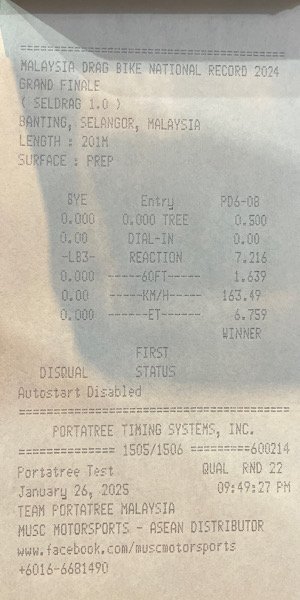 =====================================
MALAYSIA DRAG BIKE NATIONAL RECORD 2024
GRAND FINALE
( SELDRAG 1.0 )
BANTING, SELANGOR, MALAYSIA
LENGTH : 201M
SURFACE : PREP
BYE Entry PD6-08
0.000 0.000 TREE 0.500
0.00 DIAL-IN 0.00
-LB3- REACTION 7.216
0.000 -----60FT----- 1.639
0.00 -----KM/H----- 163.49
0.000 ------ET------ 6.759
WINNER
FIRST
DISQUAL STATUS
Autostart Disabled
=====================================
PORTATREE TIMING SYSTEMS, INC.
============== 1505/1506 =========600214
Portatree Test QUAL RND 22
January 26, 2025 09:49:27 PM
TEAM PORTATREE MALAYSIA
MUSC MOTORSPORTS - ASEAN DISTRIBUTOR
www.facebook.com/muscmotorsports
+6016-6681490